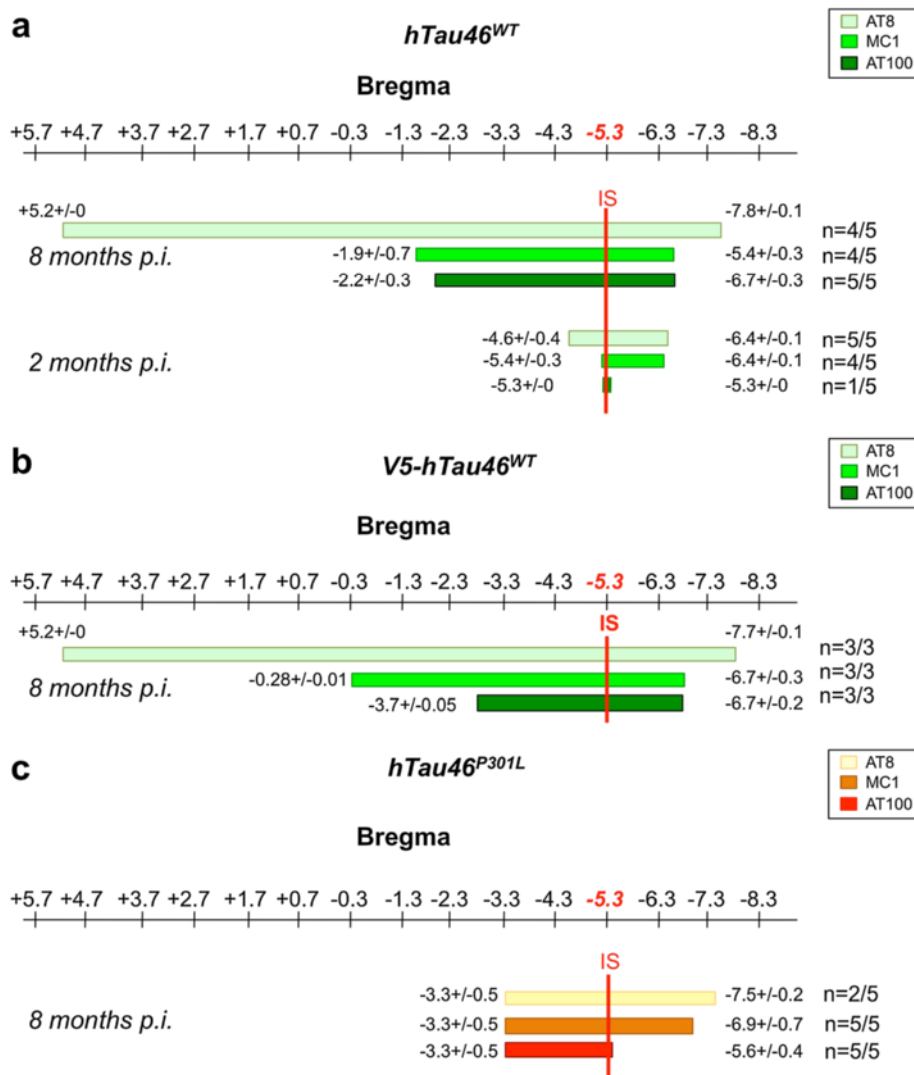 a
hTau46WT
AT8
MC1
AT100
Bregma
+5.7 +4.7 +3.7 +2.7 +1.7 +0.7 -0.3 -1.3 -2.3 -3.3 -4.3 -5.3 -6.3 -7.3 -8.3
IS
+5.2+/-0 -7.8+/-0.1 n=4/5
8 months p.i. -1.9+/-0.7 -5.4+/-0.3 n=4/5
-2.2+/-0.3 -6.7+/-0.3 n=5/5
-4.6+/-0.4 -6.4+/-0.1 n=5/5
2 months p.i. -5.4+/-0.3 -6.4+/-0.1 n=4/5
-5.3+/-0 -5.3+/-0 n=1/5
b
V5-hTau46WT
AT8
MC1
AT100
Bregma
+5.7 +4.7 +3.7 +2.7 +1.7 +0.7 -0.3 -1.3 -2.3 -3.3 -4.3 -5.3 -6.3 -7.3 -8.3
IS
+5.2+/-0 -7.7+/-0.1 n=3/3
8 months p.i. -0.28+/-0.01 -6.7+/-0.3 n=3/3
-3.7+/-0.05 -6.7+/-0.2 n=3/3
c
hTau46P301L
AT8
MC1
AT100
Bregma
+5.7 +4.7 +3.7 +2.7 +1.7 +0.7 -0.3 -1.3 -2.3 -3.3 -4.3 -5.3 -6.3 -7.3 -8.3
IS
-3.3+/-0.5 -7.5+/-0.2 n=2/5
8 months p.i. -3.3+/-0.5 -6.9+/-0.7 n=5/5
-3.3+/-0.5 -5.6+/-0.4 n=5/5